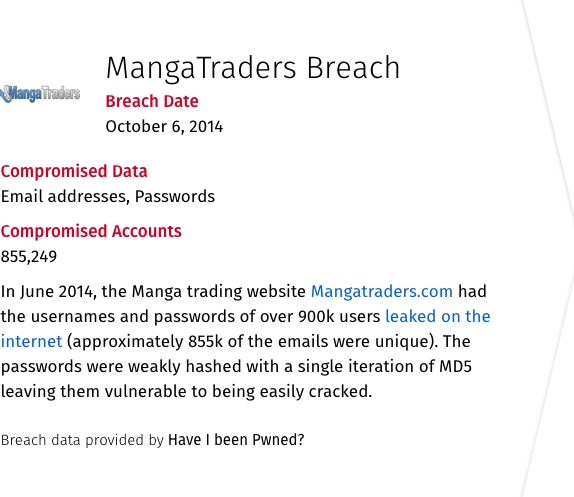 MangaTraders Breach
MangaTraders
Breach Date
October 6, 2014
Compromised Data
Email addresses, Passwords
Compromised Accounts
855,249
In June 2014, the Manga trading website Mangatraders.com had
the usernames and passwords of over 900k users leaked on the
internet (approximately 855k of the emails were unique). The
passwords were weakly hashed with a single iteration of MD5
leaving them vulnerable to being easily cracked.
Breach data provided by Have I been Pwned?